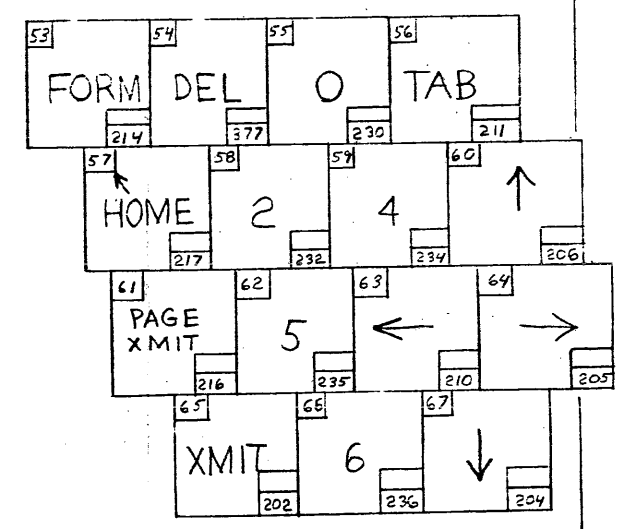 53 54 55 56
FORM DEL 0 TAB
214 377 230 211
57 58 59 60
↖ ↑
HOME 2 4
217 232 234 206
61 62 63 64
PAGE
XMIT 5 ← →
216 235 210 205
65 66 67
XMIT 6 ↓
202 236 204